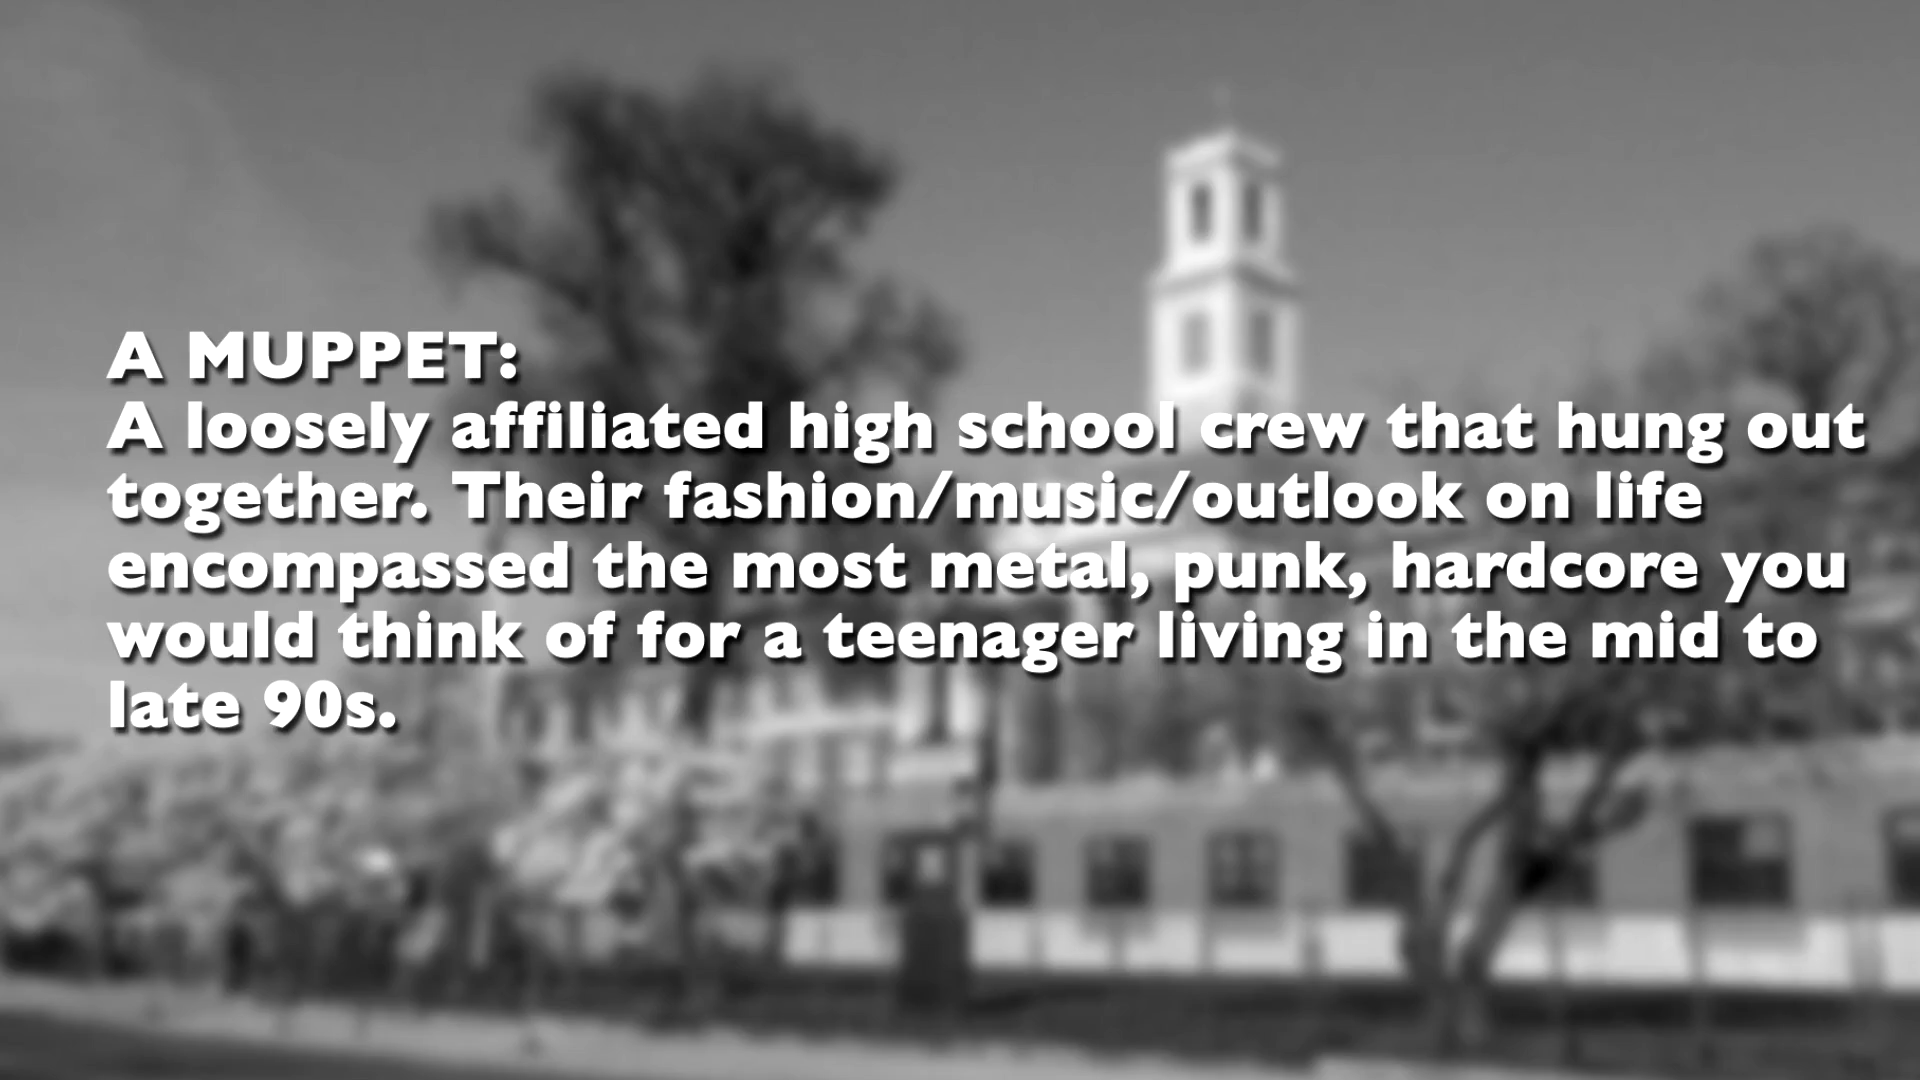 A MUPPET:
A loosely affiliated high school crew that hung out
together. Their fashion/music/outlook on life
encompassed the most metal, punk, hardcore you
would think of for a teenager living in the mid to
late 90s.